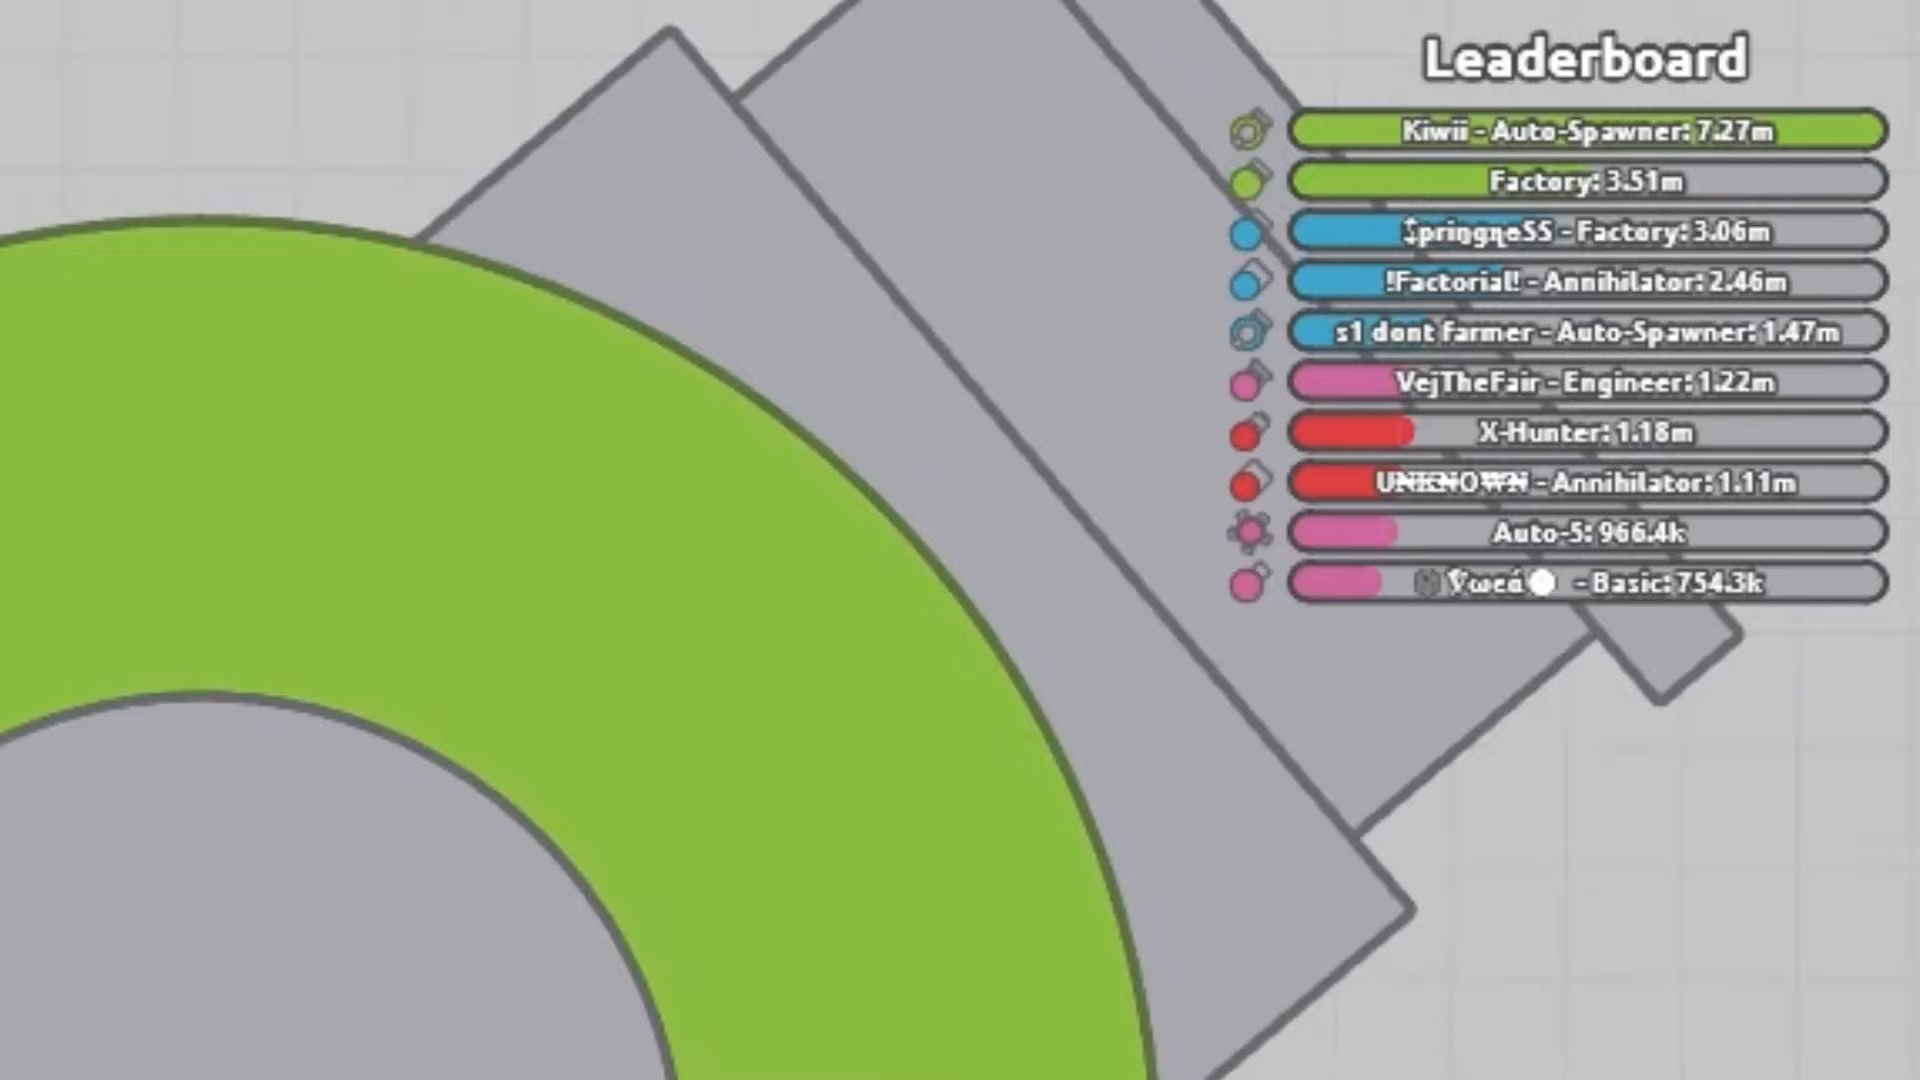 Leaderboard
Kiwii - Auto-Spawner: 7.27m
Factory: 3.51m
- Factory: 3.06m
!Factorial! - Annihilator: 2.46m
s1 dont farmer - Auto-Spawner: 1.47m
VejTheFair - Engineer: 1.22m
X-Hunter: 1.18m
UNKNOWN - Annihilator: 1.11m
Auto-5: 966.4k
- Basic: 754.3k